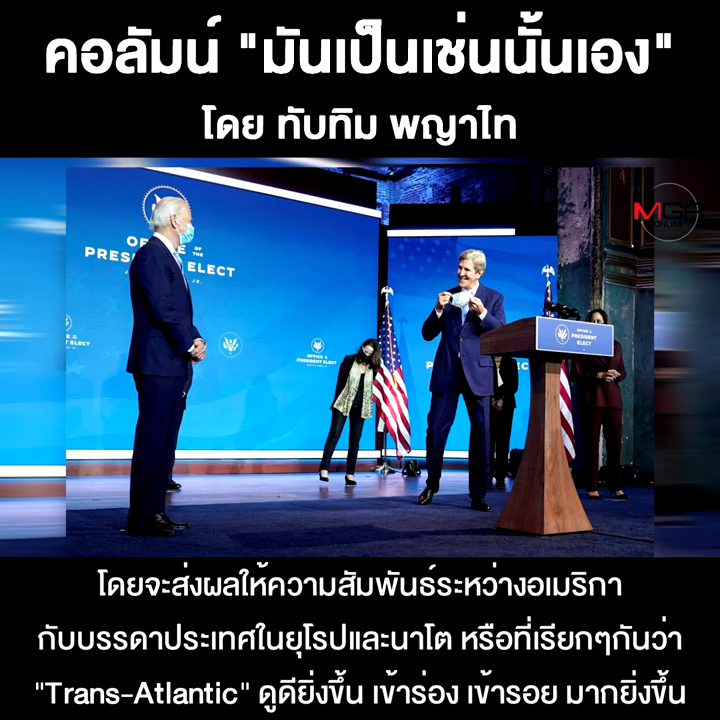 คอลัมน์ "มันเป็นเช่นนั้นเอง"
โดย ทับทิม พญาไท
MGR
ONLINE
OFFICE OF THE
PRESIDENT ELECT
OFFICE OF THE
PRESIDENT ELECT
OFFICE OF THE
PRESIDENT ELECT
โดยจะส่งผลให้ความสัมพันธ์ระหว่างอเมริกา
กับบรรดาประเทศในยุโรปและนาโต หรือที่เรียกๆกันว่า
"Trans-Atlantic" ดูดียิ่งขึ้น เข้าร่อง เข้ารอย มากยิ่งขึ้น